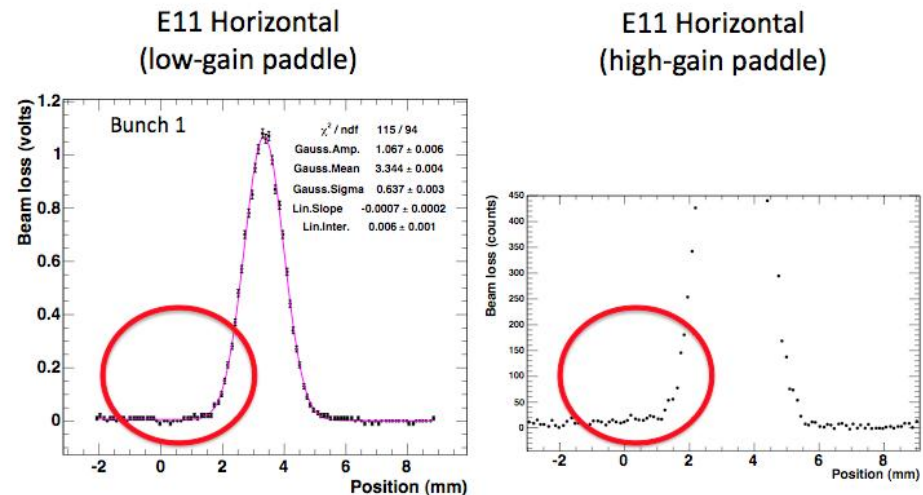 E11 Horizontal
(low-gain paddle)
Beam loss (volts)
1.2
1
0.8
0.6
0.4
0.2
0
Bunch 1
χ² / ndf 115 / 94
Gauss.Amp. 1.067 ± 0.006
Gauss.Mean 3.344 ± 0.004
Gauss.Sigma 0.637 ± 0.003
Lin.Slope -0.0007 ± 0.0002
Lin.Inter. 0.006 ± 0.001
-2 0 2 4 6 8
Position (mm)
E11 Horizontal
(high-gain paddle)
Beam loss (counts)
450
400
350
300
250
200
150
100
50
0
-2 0 2 4 6 8
Position (mm)